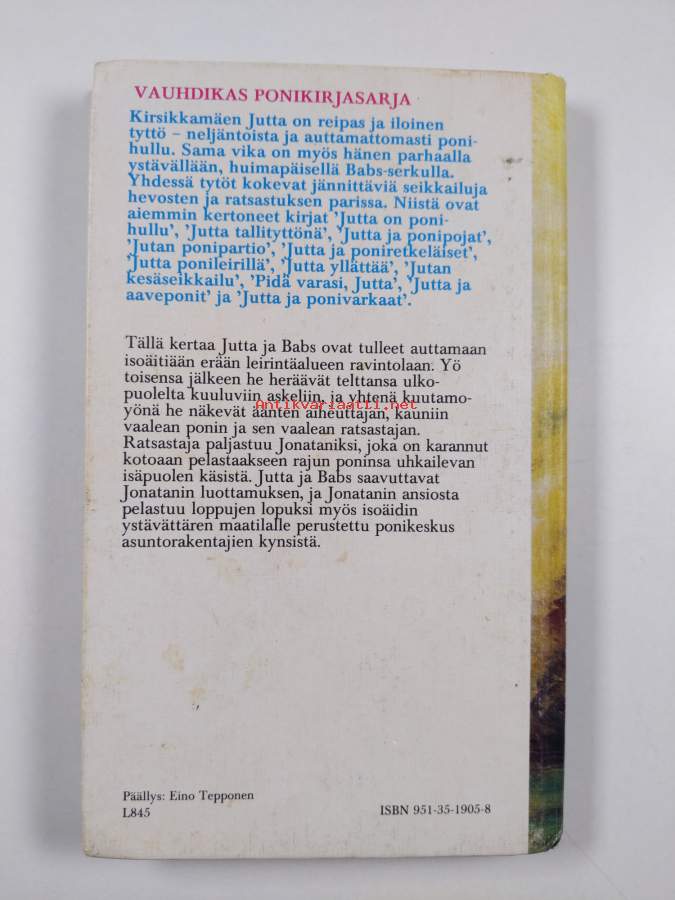 VAUHDIKAS PONIKIRJASARJA
Kirsikkamäen Jutta on reipas ja iloinen
tyttö – neljäntoista ja auttamattomasti poni-
hullu. Sama vika on myös hänen parhaalla
ystävällään, huimapäisellä Babs-serkulla.
Yhdessä tytöt kokevat jännittäviä seikkailuja
hevosten ja ratsastuksen parissa. Niistä ovat
aiemmin kertoneet kirjat 'Jutta on poni-
hullu', 'Jutta tallityttönä', 'Jutta ja ponipojat',
'Jutan ponipartio', 'Jutta ja poniretkeläiset',
'Jutta ponileirillä', 'Jutta yllättää', 'Jutan
kesäseikkailu', 'Pidä varasi, Jutta', 'Jutta ja
aaveponit' ja 'Jutta ja ponivarkaat'.
Tällä kertaa Jutta ja Babs ovat tulleet auttamaan
isoäitiään erään leirintäalueen ravintolaan. Yö
toisensa jälkeen he heräävät telttansa ulko-
puolelta kuuluviin askeliin, ja yhtenä kuutamo-
yönä he näkevät äänten aiheuttajan, kauniin
Antikvariaatti.net
vaalean ponin ja sen vaalean ratsastajan.
Ratsastaja paljastuu Jonataniksi, joka on karannut
kotoaan pelastaakseen rajun poninsa uhkailevan
isäpuolen käsistä. Jutta ja Babs saavuttavat
Jonatanin luottamuksen, ja Jonatanin ansiosta
pelastuu loppujen lopuksi myös isoäidin
ystävättären maatilalle perustettu ponikeskus
asuntorakentajien kynsistä.
Päällys: Eino Tepponen
L845
ISBN 951-35-1905-8